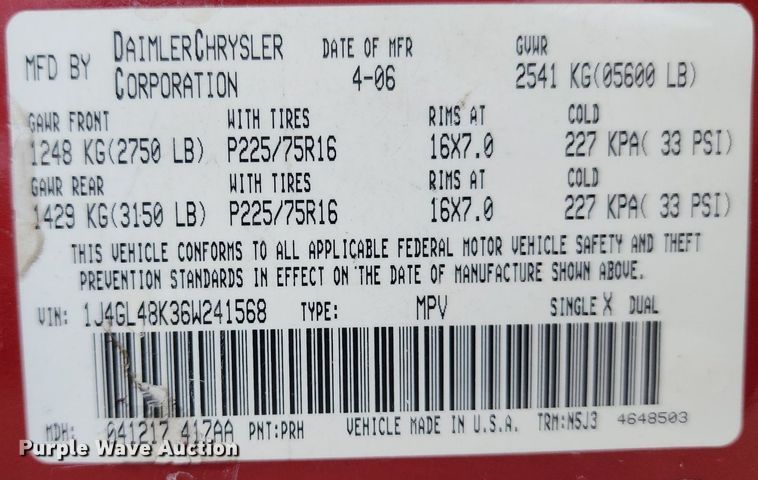 MFD BY DAIMLERCHRYSLER CORPORATION DATE OF MFR 4-06 GVWR 2541 KG(05600 LB)
GAWR FRONT WITH TIRES RIMS AT COLD
1248 KG(2750 LB) P225/75R16 16X7.0 227 KPA( 33 PSI)
GAWR REAR WITH TIRES RIMS AT COLD
1429 KG(3150 LB) P225/75R16 16X7.0 227 KPA( 33 PSI)
THIS VEHICLE CONFORMS TO ALL APPLICABLE FEDERAL MOTOR VEHICLE SAFETY AND THEFT
PREVENTION STANDARDS IN EFFECT ON THE DATE OF MANUFACTURE SHOWN ABOVE.
VIN: 1J4GL48K36W241568 TYPE: MPV SINGLE X DUAL
MDH: 041217 417AA PNT:PRH VEHICLE MADE IN U.S.A. TRM:N5J3 4648503
Purple Wave Auction